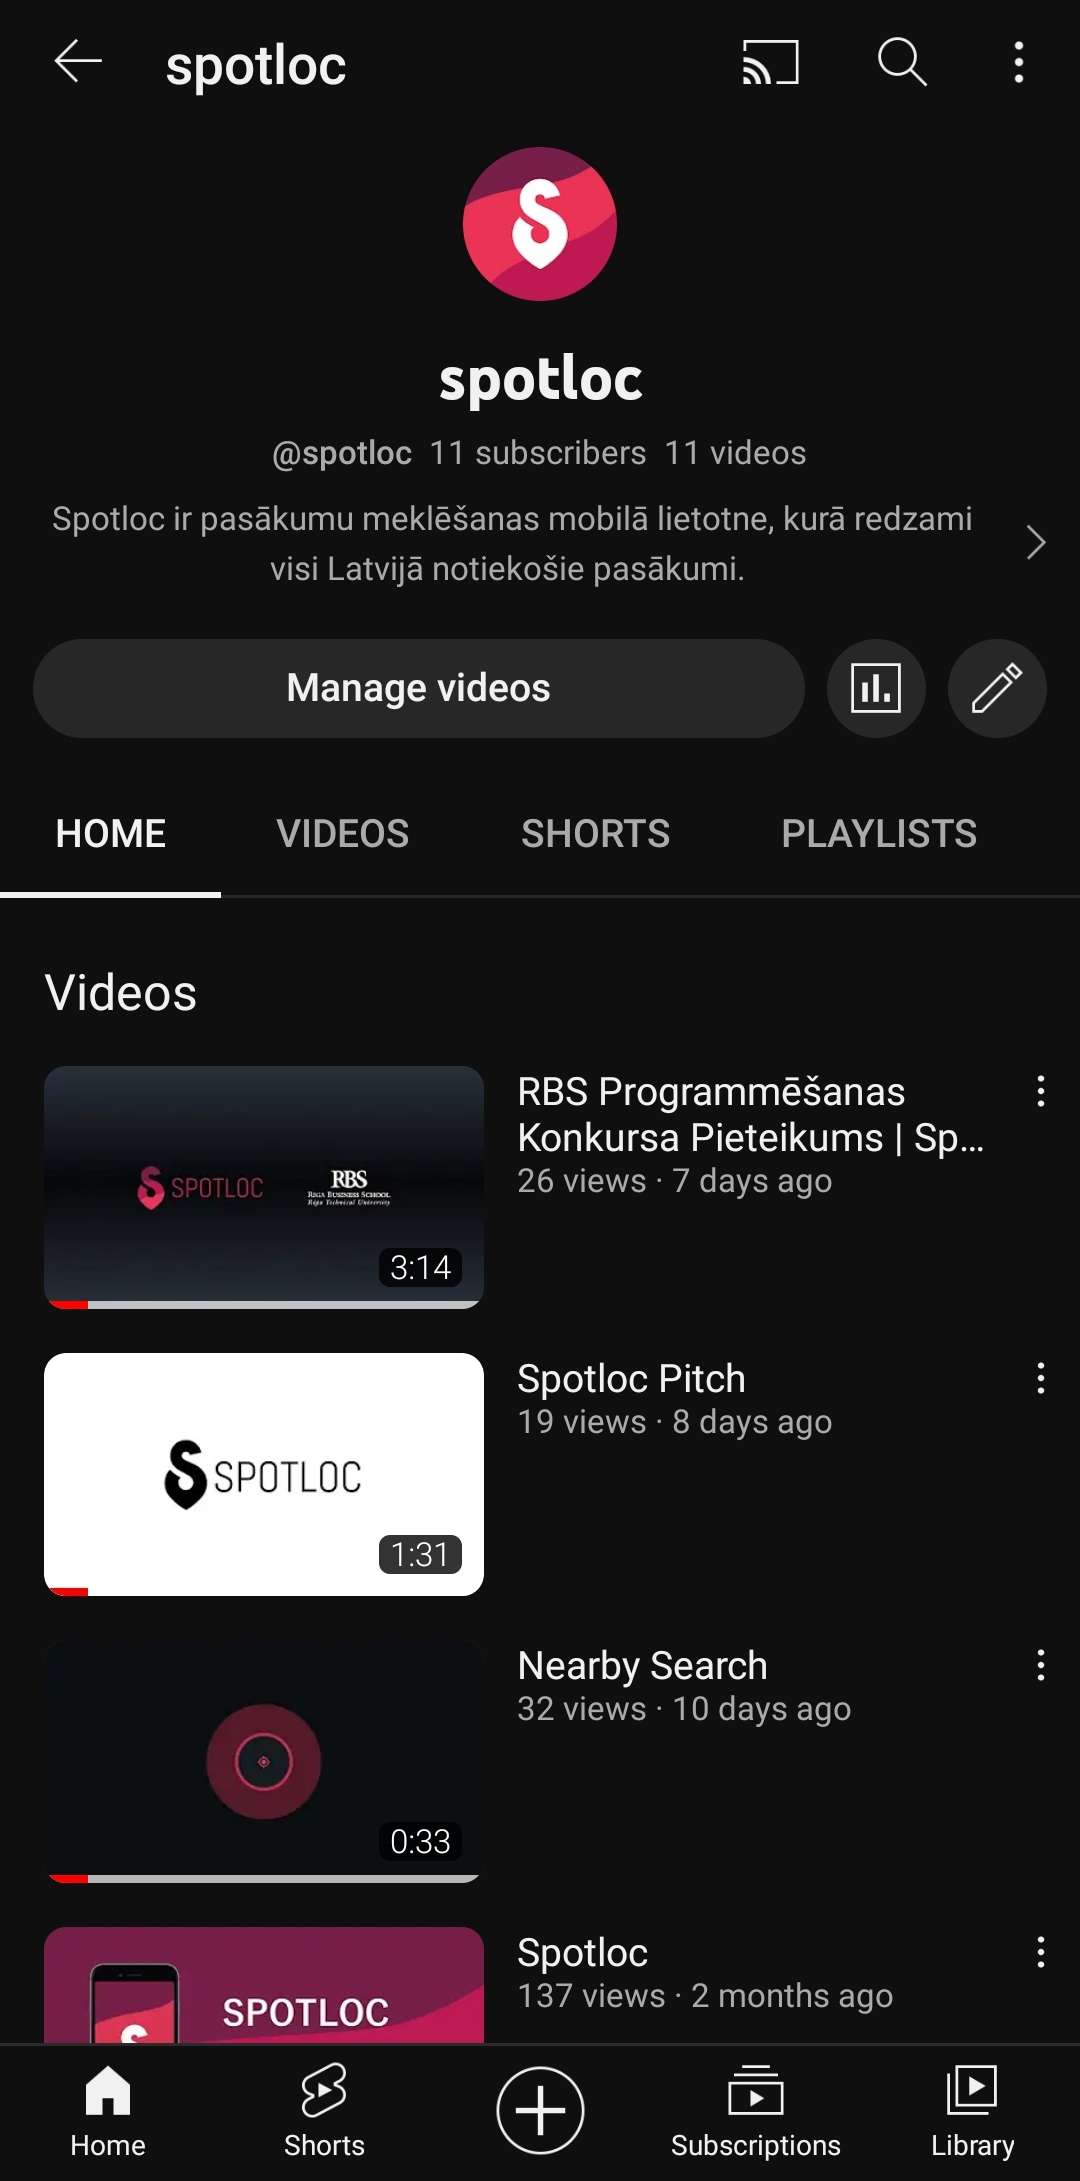 spotloc
spotloc
@spotloc 11 subscribers 11 videos
Spotloc ir pasākumu meklēšanas mobilā lietotne, kurā redzami
visi Latvijā notiekošie pasākumi.
Manage videos
HOME VIDEOS SHORTS PLAYLISTS
Videos
SPOTLOC
RBS
RIGA BUSINESS SCHOOL
Riga Technical University
3:14
RBS Programmēšanas
Konkursa Pieteikums | Sp...
26 views · 7 days ago
SPOTLOC
1:31
Spotloc Pitch
19 views · 8 days ago
0:33
Nearby Search
32 views · 10 days ago
SPOTLOC
Spotloc
137 views · 2 months ago
Home Shorts Subscriptions Library